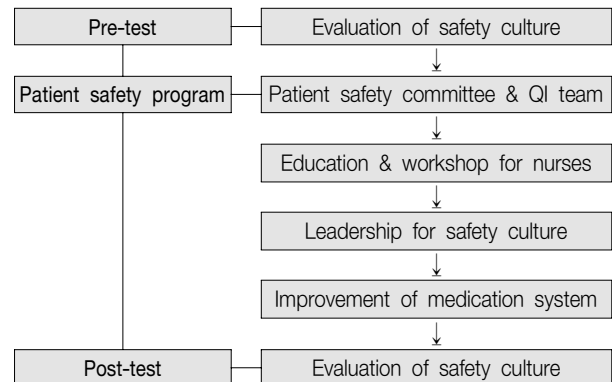 Pre-test
Evaluation of safety culture
Patient safety program
Patient safety committee & QI team
Education & workshop for nurses
Leadership for safety culture
Improvement of medication system
Post-test
Evaluation of safety culture